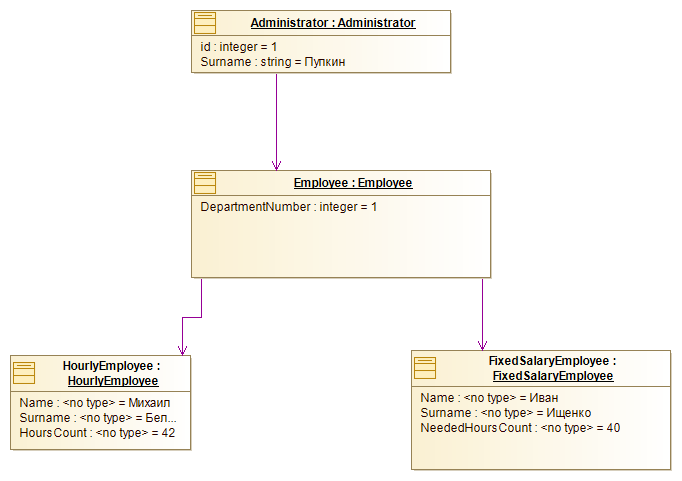 Administrator : Administrator
id : integer = 1
Surname : string = Пупкин
Employee : Employee
DepartmentNumber : integer = 1
HourlyEmployee :
HourlyEmployee
Name : <no type> = Михаил
Surname : <no type> = Бел...
HoursCount : <no type> = 42
FixedSalaryEmployee :
FixedSalaryEmployee
Name : <no type> = Иван
Surname : <no type> = Ищенко
NeededHoursCount : <no type> = 40